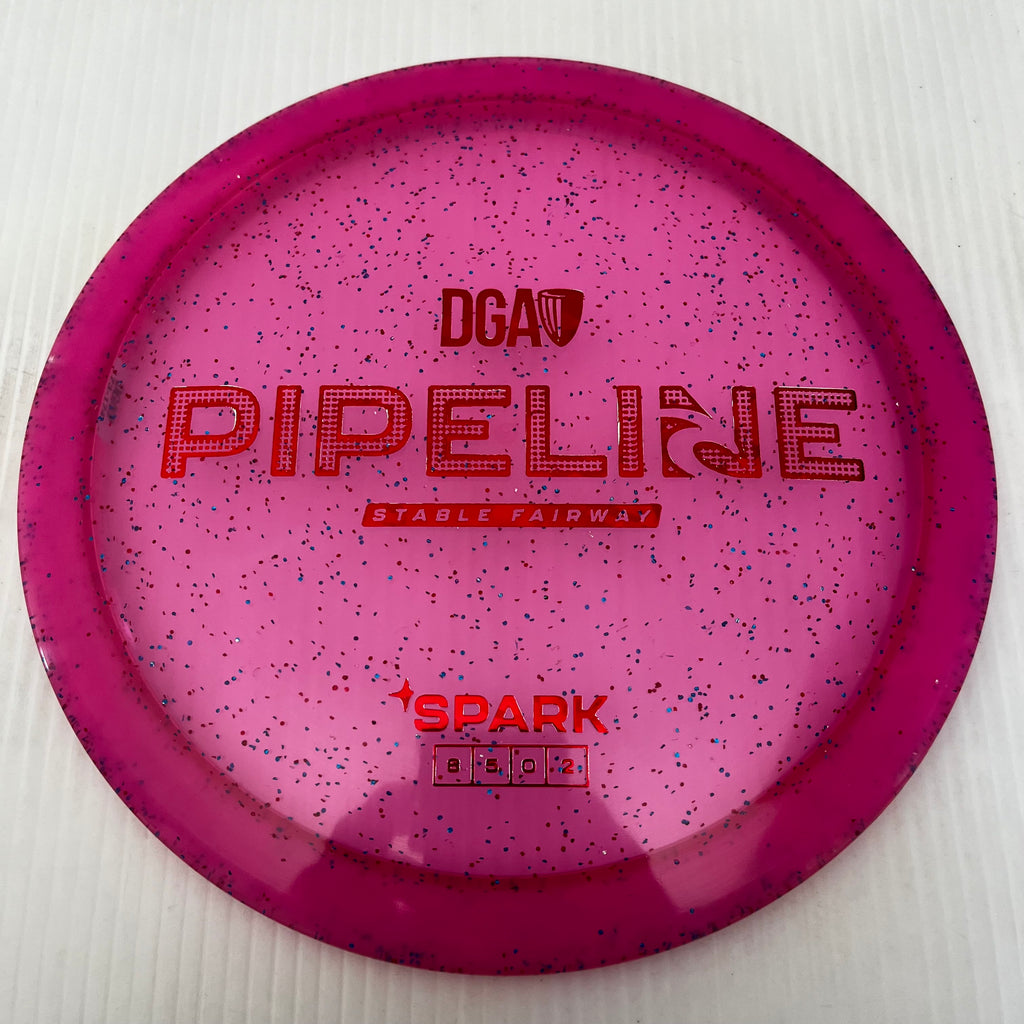 DGA
PIPELINE
STABLE FAIRWAY
SPARK
8 5 0 2